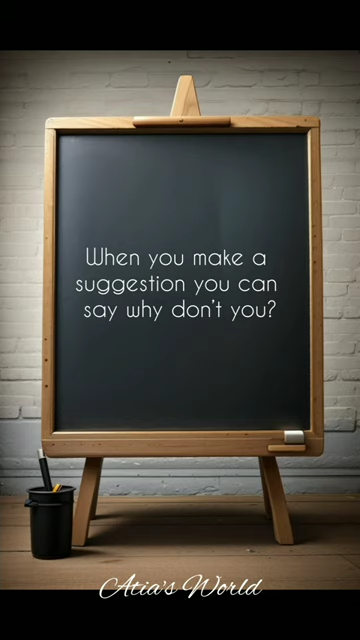 When you make a
suggestion you can
say why don't you?
Atia's World